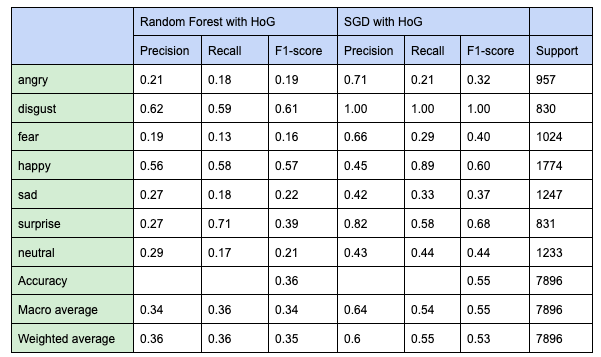 Random Forest with HoG SGD with HoG
Precision Recall F1-score Precision Recall F1-score Support
angry 0.21 0.18 0.19 0.71 0.21 0.32 957
disgust 0.62 0.59 0.61 1.00 1.00 1.00 830
fear 0.19 0.13 0.16 0.66 0.29 0.40 1024
happy 0.56 0.58 0.57 0.45 0.89 0.60 1774
sad 0.27 0.18 0.22 0.42 0.33 0.37 1247
surprise 0.27 0.71 0.39 0.82 0.58 0.68 831
neutral 0.29 0.17 0.21 0.43 0.44 0.44 1233
Accuracy 0.36 0.55 7896
Macro average 0.34 0.36 0.34 0.64 0.54 0.55 7896
Weighted average 0.36 0.36 0.35 0.6 0.55 0.53 7896